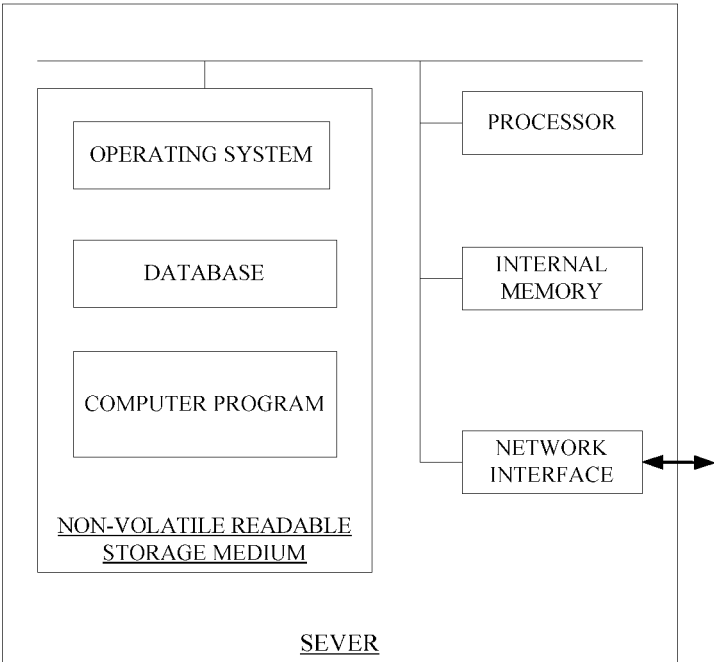 OPERATING SYSTEM
DATABASE
COMPUTER PROGRAM
NON-VOLATILE READABLE
STORAGE MEDIUM
PROCESSOR
INTERNAL
MEMORY
NETWORK
INTERFACE
SEVER